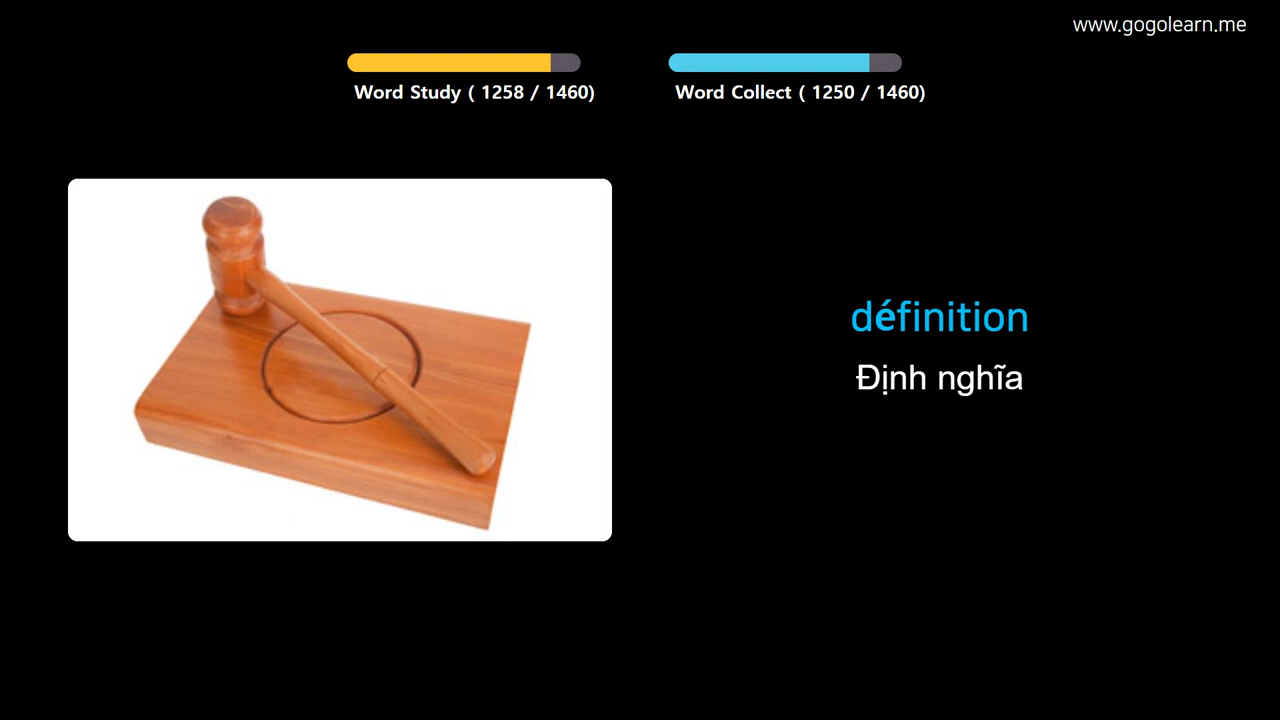 www.gogolearn.me
Word Study ( 1258 / 1460)
Word Collect ( 1250 / 1460)
définition
Định nghĩa